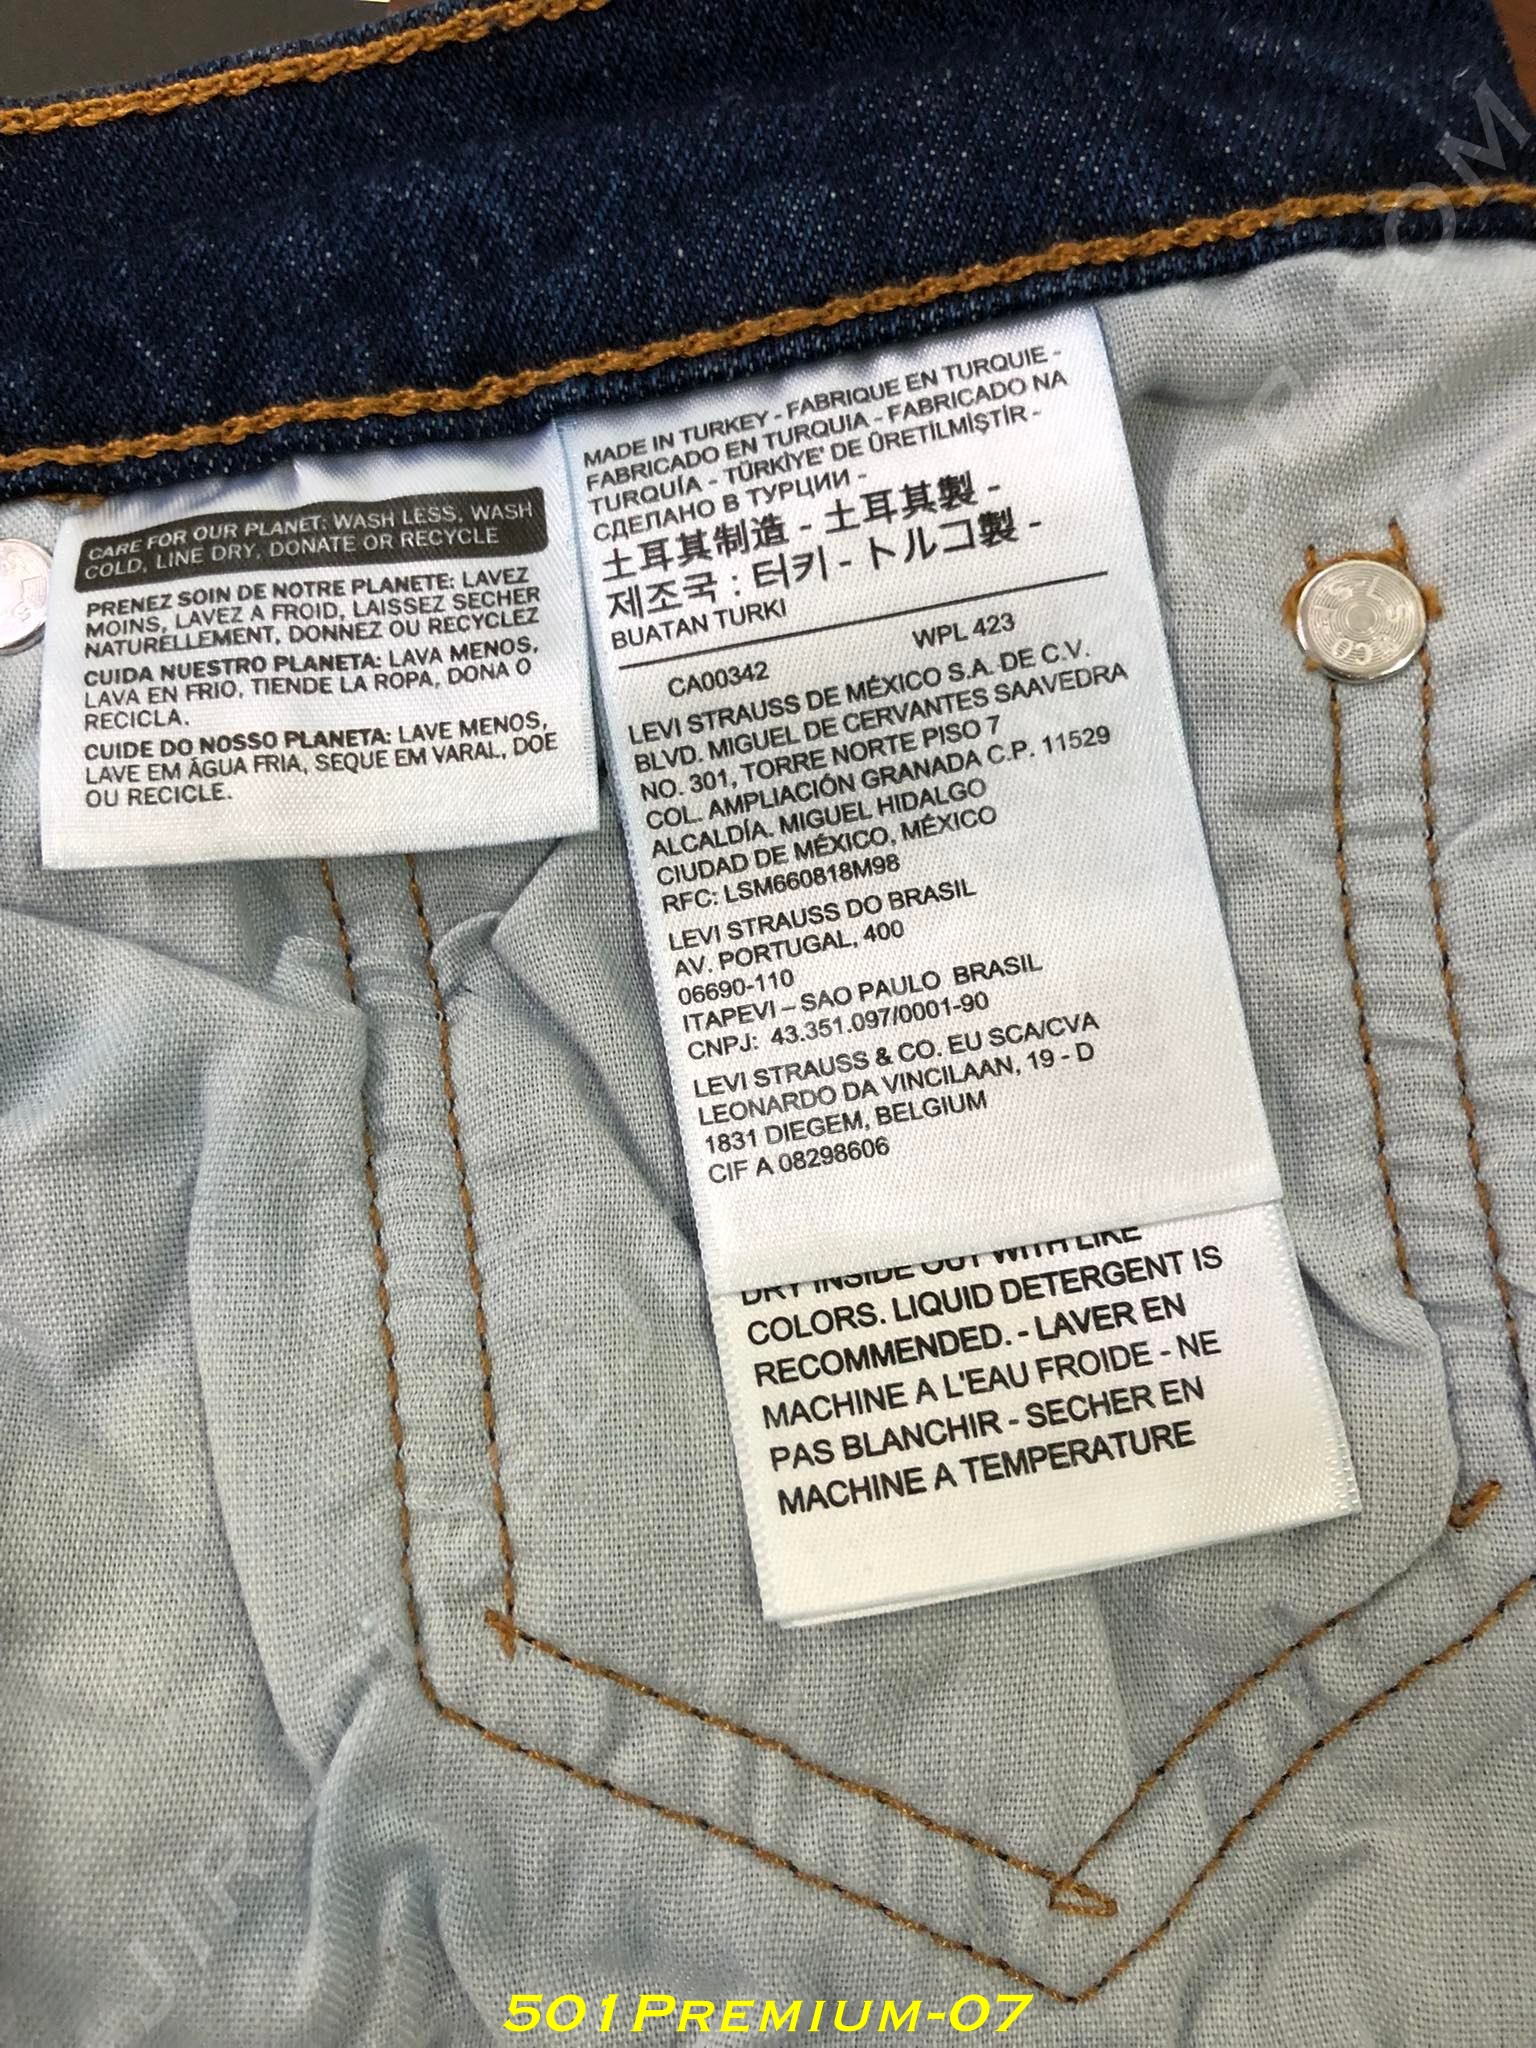 CARE FOR OUR PLANET: WASH LESS, WASH
COLD, LINE DRY, DONATE OR RECYCLE
PRENEZ SOIN DE NOTRE PLANETE: LAVEZ
MOINS, LAVEZ A FROID, LAISSEZ SECHER
NATURELLEMENT, DONNEZ OU RECYCLEZ
CUIDA NUESTRO PLANETA: LAVA MENOS,
LAVA EN FRIO, TIENDE LA ROPA, DONA O
RECICLA.
CUIDE DO NOSSO PLANETA: LAVE MENOS,
LAVE EM ÁGUA FRIA, SEQUE EM VARAL, DOE
OU RECICLE.
MADE IN TURKEY - FABRIQUE EN TURQUIE -
FABRICADO EN TURQUIA - FABRICADO NA
TURQUÍA - TÜRKİYE' DE ÜRETİLMİŞTİR -
СДЕЛАНО В ТУРЦИИ -
土耳其制造 - 土耳其製 -
제조국 : 터키 - トルコ製 -
BUATAN TURKI
CA00342 WPL 423
LEVI STRAUSS DE MÉXICO S.A. DE C.V.
BLVD. MIGUEL DE CERVANTES SAAVEDRA
NO. 301, TORRE NORTE PISO 7
COL. AMPLIACIÓN GRANADA C.P. 11529
ALCALDÍA. MIGUEL HIDALGO
CIUDAD DE MÉXICO, MÉXICO
RFC: LSM660818M98
LEVI STRAUSS DO BRASIL
AV. PORTUGAL, 400
06690-110
ITAPEVI – SAO PAULO BRASIL
CNPJ: 43.351.097/0001-90
LEVI STRAUSS & CO. EU SCA/CVA
LEONARDO DA VINCILAAN, 19 - D
1831 DIEGEM, BELGIUM
CIF A 08298606
DRY INSIDE OUT WITH LIKE
COLORS. LIQUID DETERGENT IS
RECOMMENDED. - LAVER EN
MACHINE A L'EAU FROIDE - NE
PAS BLANCHIR - SECHER EN
MACHINE A TEMPERATURE
501PREMIUM-07